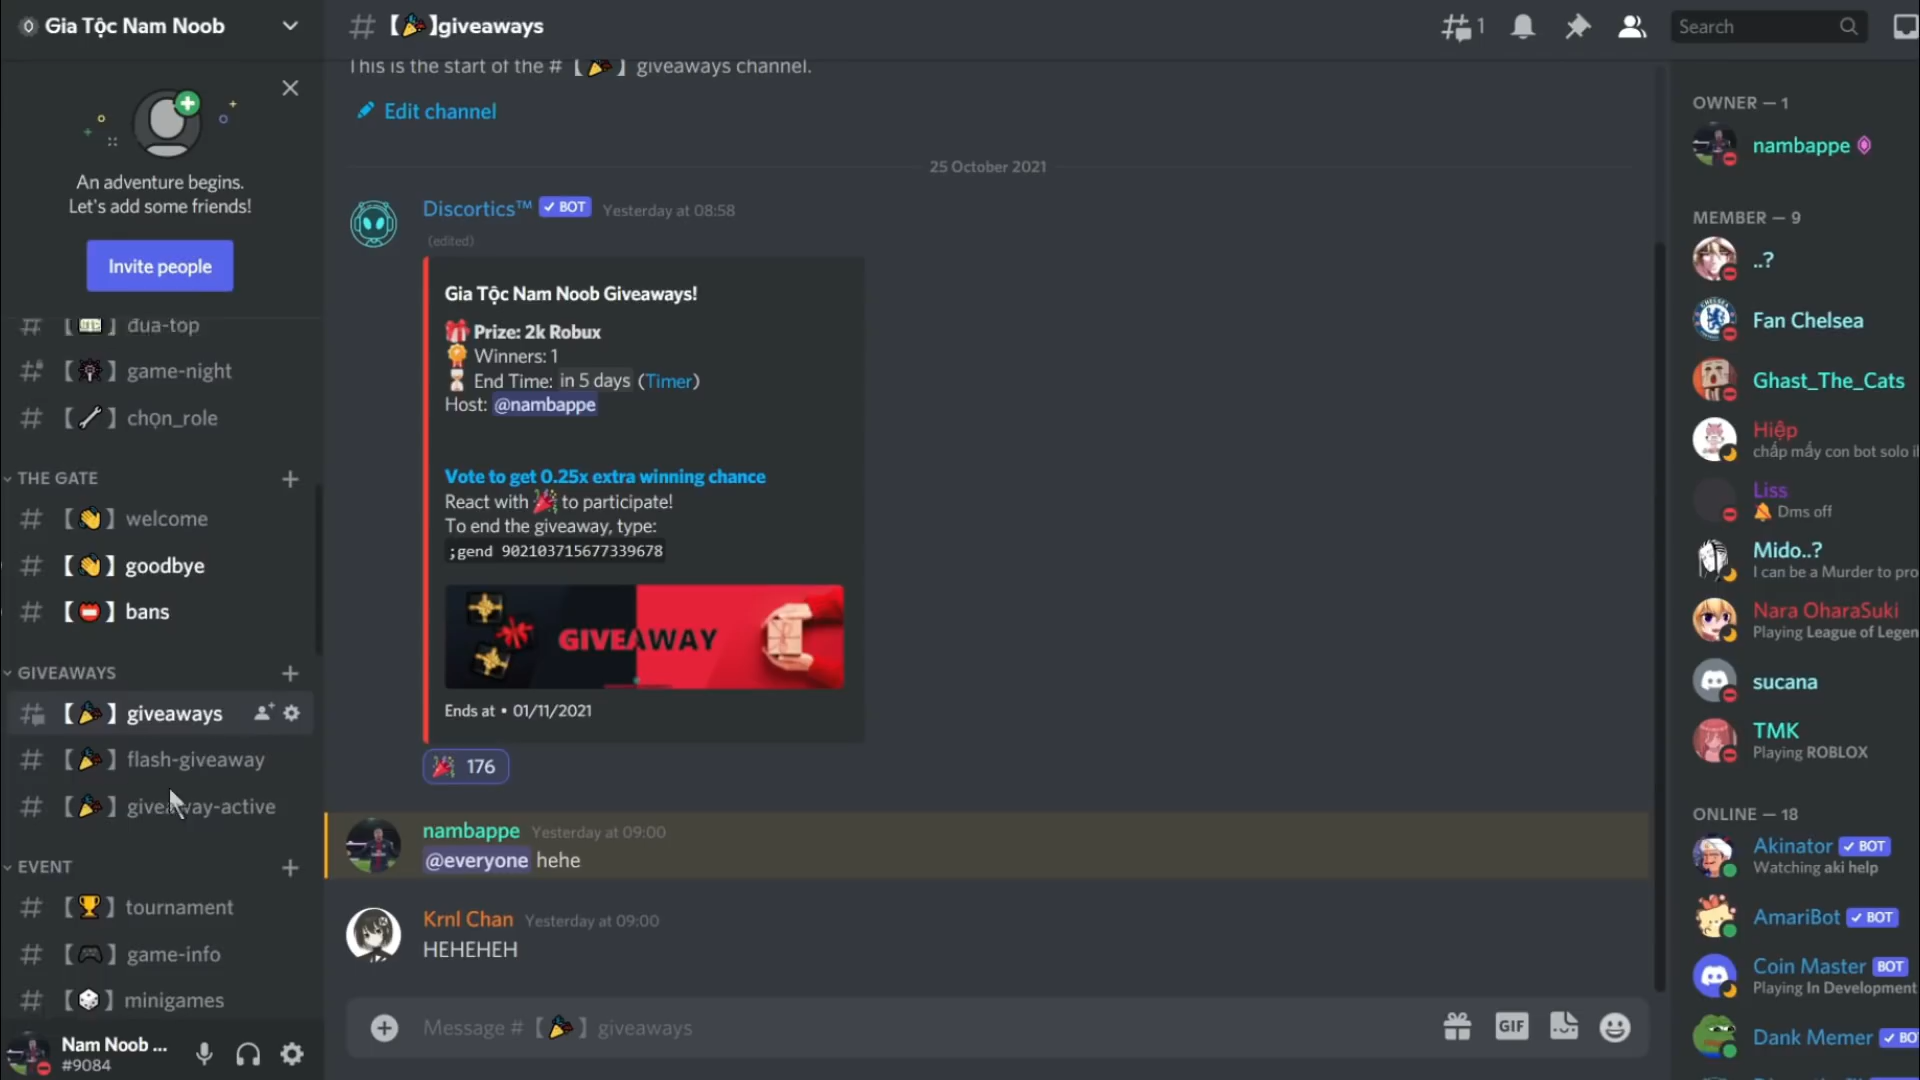 Gia Tộc Nam Noob
An adventure begins.
Let's add some friends!
Invite people
# 【 】 đua-top
# 【 】 game-night
# 【 】 chọn_role
THE GATE
# 【 】 welcome
# 【 】 goodbye
# 【 】 bans
GIVEAWAYS
# 【 】 giveaways
# 【 】 flash-giveaway
# 【 】 giveaway-active
EVENT
# 【 】 tournament
# 【 】 game-info
# 【 】 minigames
Nam Noob ...
#9084
# 【🎉】giveaways
1
Search
This is the start of the # 【🎉】 giveaways channel.
Edit channel
25 October 2021
Discortics™ ✓ BOT Yesterday at 08:58
(edited)
Gia Tộc Nam Noob Giveaways!
Prize: 2k Robux
Winners: 1
End Time: in 5 days (Timer)
Host: @nambappe
Vote to get 0.25x extra winning chance
React with 🎉 to participate!
To end the giveaway, type:
;gend 902103715677339678
GIVEAWAY
Ends at • 01/11/2021
176
nambappe Yesterday at 09:00
@everyone hehe
Krnl Chan Yesterday at 09:00
HEHEHEH
Message # 【🎉】 giveaways
GIF
OWNER — 1
nambappe
MEMBER — 9
..?
Fan Chelsea
Ghast_The_Cats
Hiệp
chấp mấy con bot solo il
Liss
🔔 Dms off
Mido..?
I can be a Murder to pro
Nara OharaSuki
Playing League of Legen
sucana
TMK
Playing ROBLOX
ONLINE — 18
Akinator ✓ BOT
Watching aki help
AmariBot ✓ BOT
Coin Master BOT
Playing In Development
Dank Memer ✓ BO